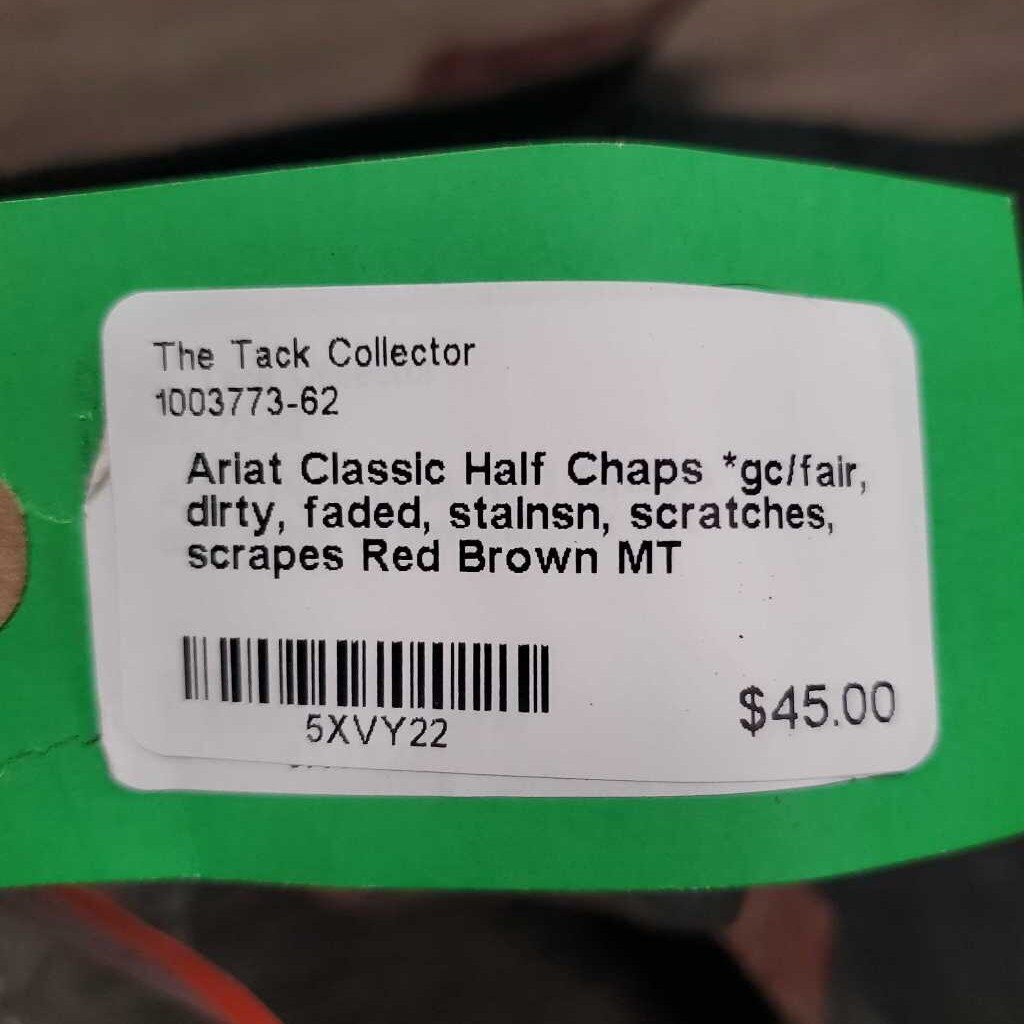 The Tack Collector
1003773-62
Ariat Classic Half Chaps *gc/fair,
dirty, faded, stainsn, scratches,
scrapes Red Brown MT
5XVY22
$45.00